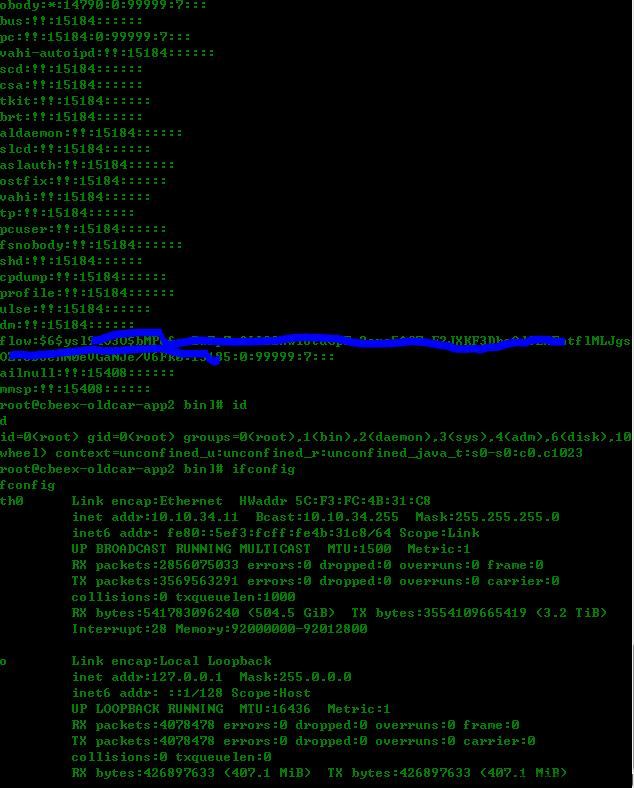 obody:*:14790:0:99999:7:::
bus:!!:15184::::::
pc:!!:15184:0:99999:7:::
vahi-autoipd:!!:15184::::::
scd:!!:15184::::::
csa:!!:15184::::::
tkit:!!:15184::::::
brt:!!:15184::::::
aldaemon:!!:15184::::::
slcd:!!:15184::::::
aslauth:!!:15184::::::
ostfix:!!:15184::::::
vahi:!!:15184::::::
tp:!!:15184::::::
pcuser:!!:15184::::::
fsnobody:!!:15184::::::
shd:!!:15184::::::
cpdump:!!:15184::::::
profile:!!:15184::::::
ulse:!!:15184::::::
dm:!!:15184::::::
flow:$6$ysl9
:0:99999:7:::
ailnull:!!:15408::::::
mmsp:!!:15408::::::
root@cbeex-oldcar-app2 bin]# id
d
id=0(root) gid=0(root) groups=0(root),1(bin),2(daemon),3(sys),4(adm),6(disk),10
wheel) context=unconfined_u:unconfined_r:unconfined_java_t:s0-s0:c0.c1023
root@cbeex-oldcar-app2 bin]# ifconfig
fconfig
th0 Link encap:Ethernet HWaddr 5C:F3:FC:4B:31:C8
inet addr:10.10.34.11 Bcast:10.10.34.255 Mask:255.255.255.0
inet6 addr: fe80::5ef3:fcff:fe4b:31c8/64 Scope:Link
UP BROADCAST RUNNING MULTICAST MTU:1500 Metric:1
RX packets:2856075033 errors:0 dropped:0 overruns:0 frame:0
TX packets:3569563291 errors:0 dropped:0 overruns:0 carrier:0
collisions:0 txqueuelen:1000
RX bytes:541783096240 (504.5 GiB) TX bytes:3554109665419 (3.2 TiB)
Interrupt:28 Memory:92000000-92012800
o Link encap:Local Loopback
inet addr:127.0.0.1 Mask:255.0.0.0
inet6 addr: ::1/128 Scope:Host
UP LOOPBACK RUNNING MTU:16436 Metric:1
RX packets:4078478 errors:0 dropped:0 overruns:0 frame:0
TX packets:4078478 errors:0 dropped:0 overruns:0 carrier:0
collisions:0 txqueuelen:0
RX bytes:426897633 (407.1 MiB) TX bytes:426897633 (407.1 MiB)